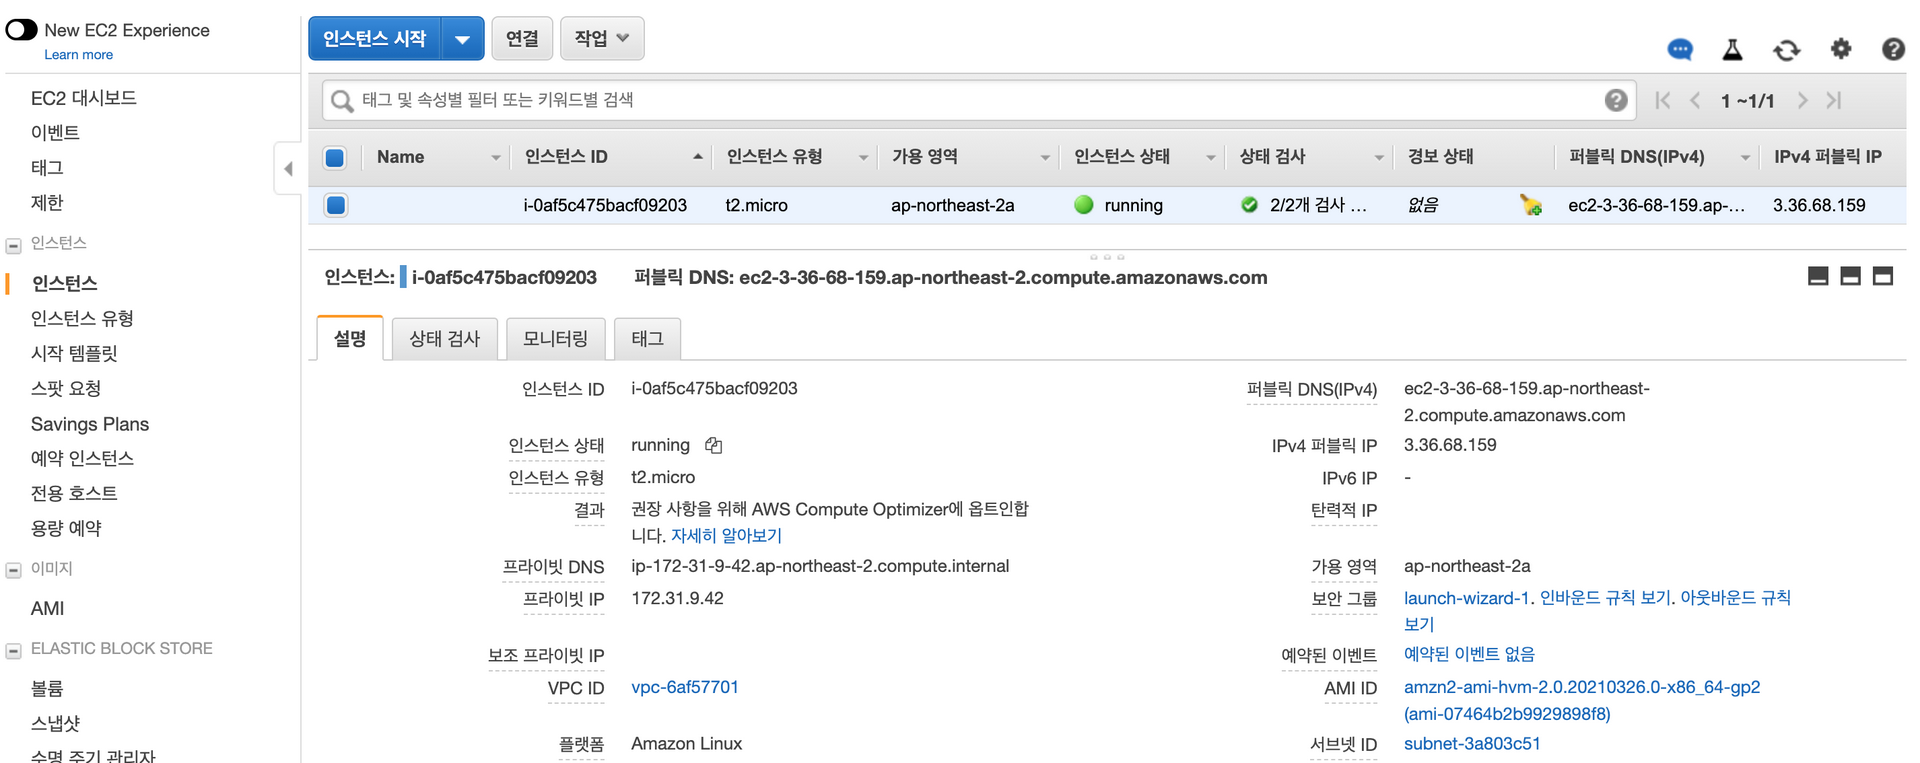 New EC2 Experience
Learn more
EC2 대시보드
이벤트
태그
제한
인스턴스
인스턴스
인스턴스 유형
시작 템플릿
스팟 요청
Savings Plans
예약 인스턴스
전용 호스트
용량 예약
이미지
AMI
ELASTIC BLOCK STORE
볼륨
스냅샷
수명 주기 관리자
인스턴스 시작 연결 작업
태그 및 속성별 필터 또는 키워드별 검색 1 ~1/1
Name 인스턴스 ID 인스턴스 유형 가용 영역 인스턴스 상태 상태 검사 경보 상태 퍼블릭 DNS(IPv4) IPv4 퍼블릭 IP
i-0af5c475bacf09203 t2.micro ap-northeast-2a running 2/2개 검사 ... 없음 ec2-3-36-68-159.ap-... 3.36.68.159
인스턴스: i-0af5c475bacf09203 퍼블릭 DNS: ec2-3-36-68-159.ap-northeast-2.compute.amazonaws.com
설명 상태 검사 모니터링 태그
인스턴스 ID i-0af5c475bacf09203
인스턴스 상태 running
인스턴스 유형 t2.micro
결과 권장 사항을 위해 AWS Compute Optimizer에 옵트인합
니다. 자세히 알아보기
프라이빗 DNS ip-172-31-9-42.ap-northeast-2.compute.internal
프라이빗 IP 172.31.9.42
보조 프라이빗 IP
VPC ID vpc-6af57701
플랫폼 Amazon Linux
퍼블릭 DNS(IPv4) ec2-3-36-68-159.ap-northeast-
2.compute.amazonaws.com
IPv4 퍼블릭 IP 3.36.68.159
IPv6 IP -
탄력적 IP
가용 영역 ap-northeast-2a
보안 그룹 launch-wizard-1. 인바운드 규칙 보기. 아웃바운드 규칙
보기
예약된 이벤트 예약된 이벤트 없음
AMI ID amzn2-ami-hvm-2.0.20210326.0-x86_64-gp2
(ami-07464b2b9929898f8)
서브넷 ID subnet-3a803c51